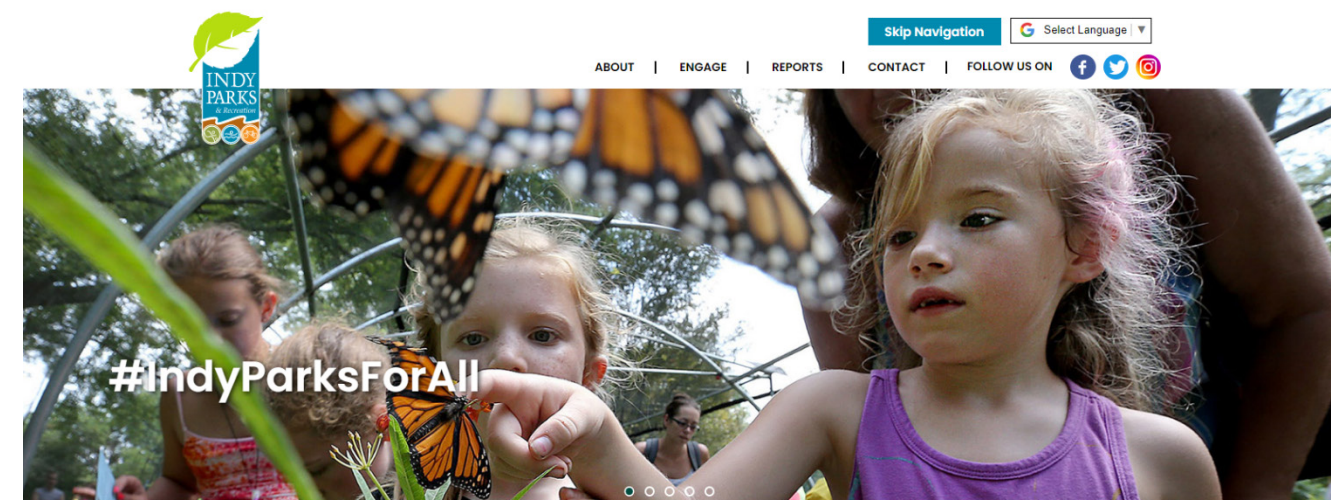 INDY
PARKS
& Recreation
Skip Navigation
Select Language ▼
ABOUT | ENGAGE | REPORTS | CONTACT | FOLLOW US ON
#IndyParksForAll